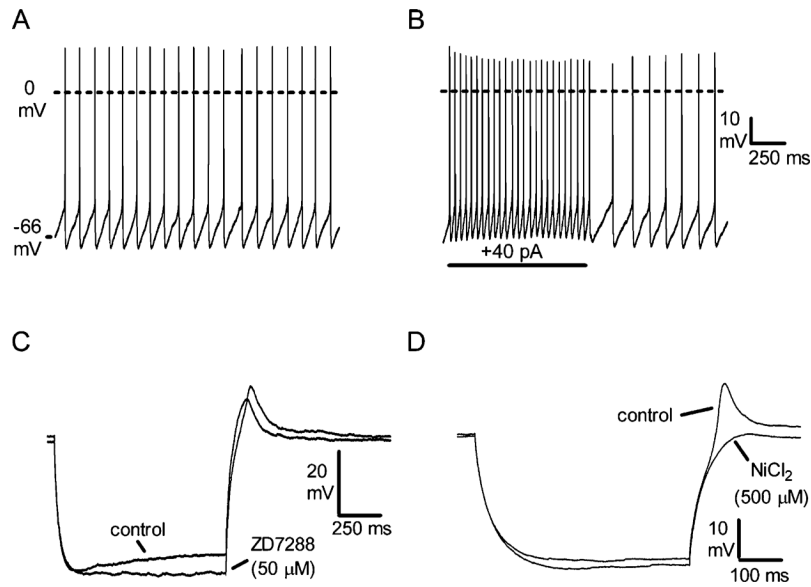 A
0
mV
-66
mV
B
10
mV
250 ms
+40 pA
C
control
20
mV
250 ms
ZD7288
(50 μM)
D
control
NiCl₂
(500 μM)
10
mV
100 ms